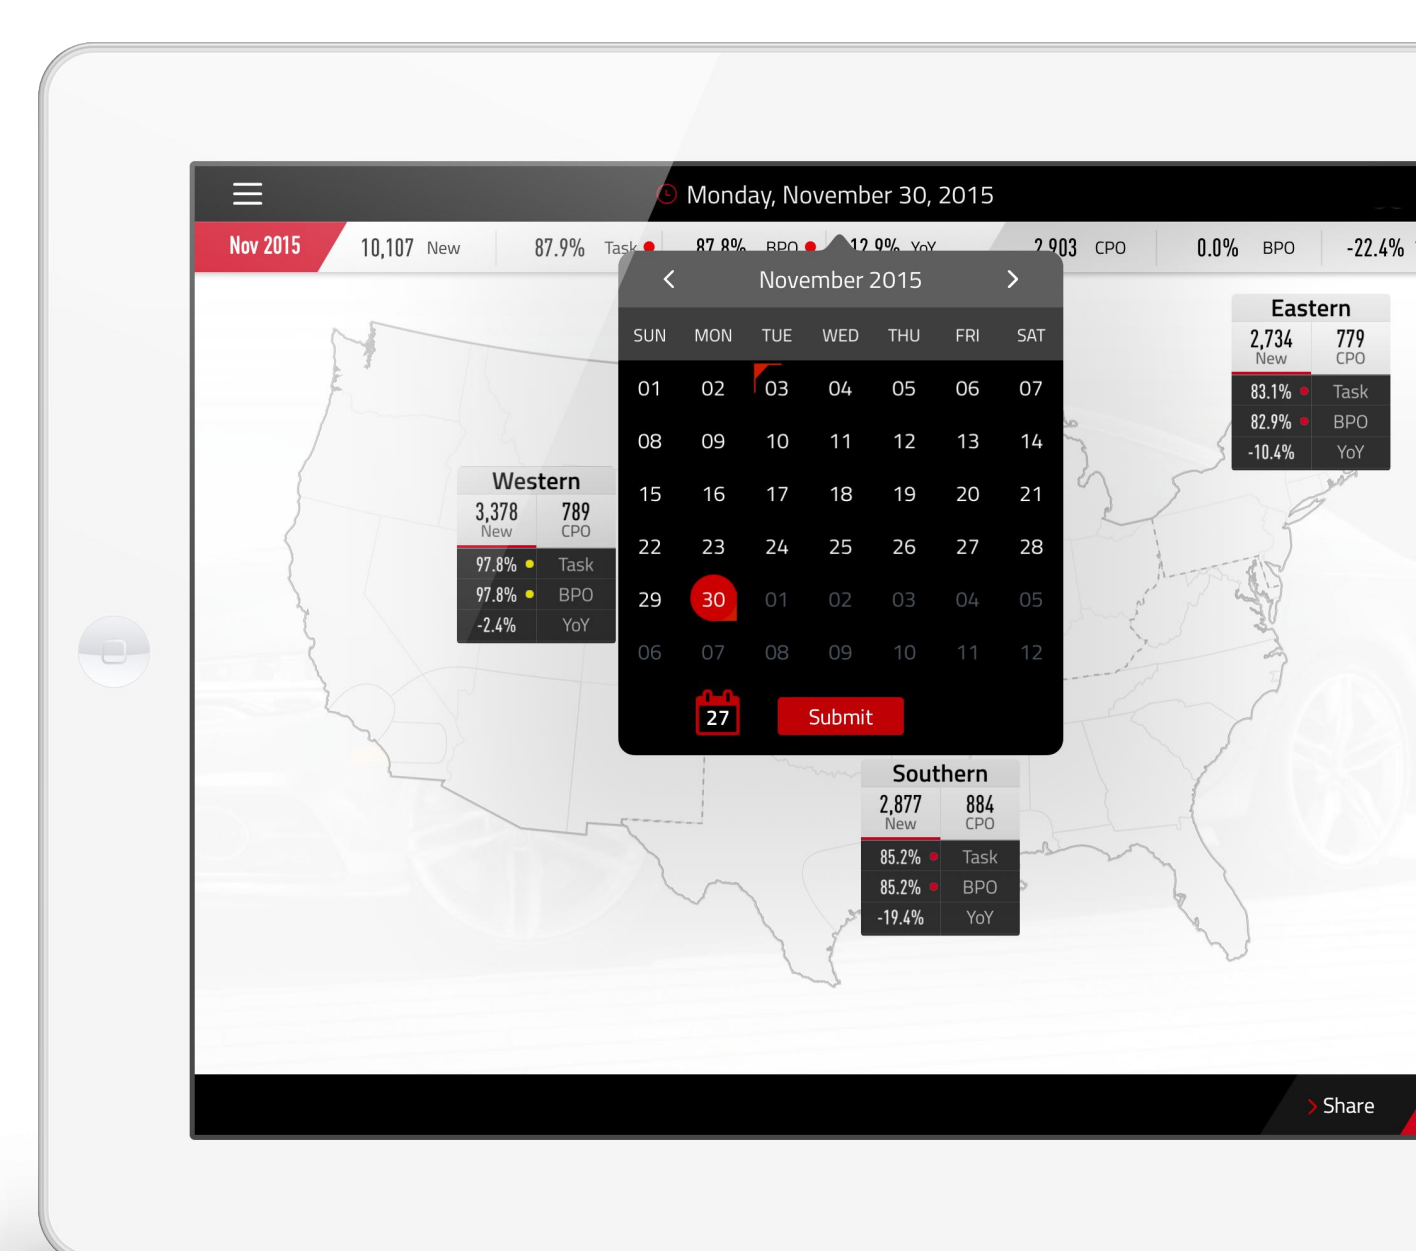 Monday, November 30, 2015
Nov 2015 10,107 New 87.9% Task 87.8% BPO -12.9% YoY 2,903 CPO 0.0% BPO -22.4%
November 2015
SUN MON TUE WED THU FRI SAT
01 02 03 04 05 06 07
08 09 10 11 12 13 14
15 16 17 18 19 20 21
22 23 24 25 26 27 28
29 30 01 02 03 04 05
06 07 08 09 10 11 12
27 Submit
Eastern
2,734 779
New CPO
83.1% Task
82.9% BPO
-10.4% YoY
Western
3,378 789
New CPO
97.8% Task
97.8% BPO
-2.4% YoY
Southern
2,877 884
New CPO
85.2% Task
85.2% BPO
-19.4% YoY
Share